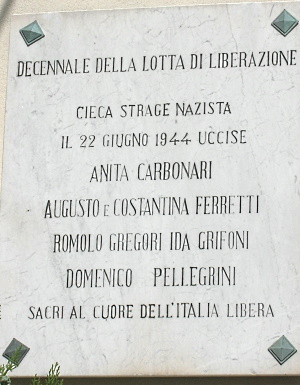 DECENNALE DELLA LOTTA DI LIBERAZIONE
CIECA STRAGE NAZISTA
IL 22 GIUGNO 1944 UCCISE
ANITA CARBONARI
AUGUSTO E COSTANTINA FERRETTI
ROMOLO GREGORI IDA GRIFONI
DOMENICO PELLEGRINI
SACRI AL CUORE DELL'ITALIA LIBERA